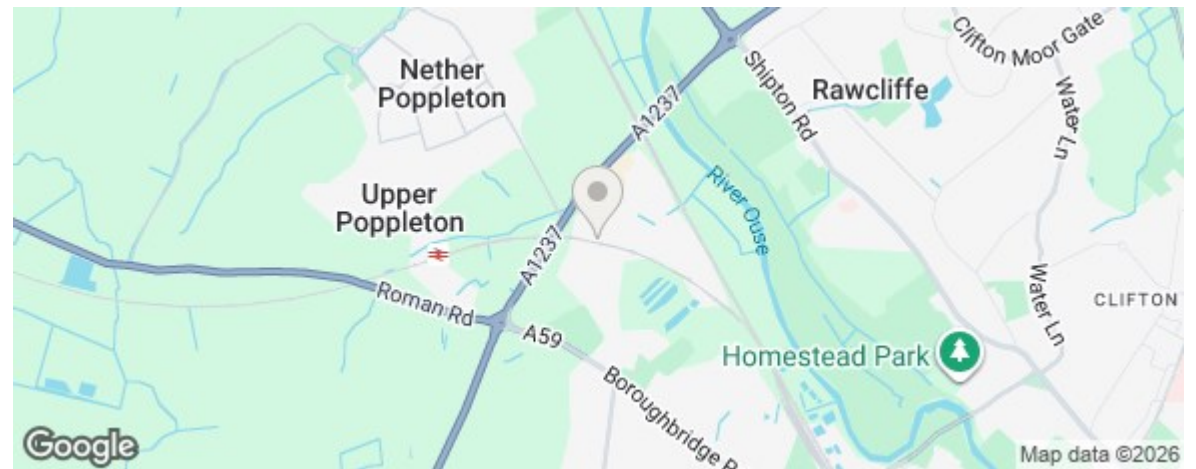 Clifton Moor Gate
Nether
Poppleton
Shipton Rd
Rawcliffe
A1237
Water Ln
Upper
Poppleton
River Ouse
A1237
Roman Rd
A59
Water Ln
CLIFTON
Homestead Park
Boroughbridge
Google
Map data ©2026